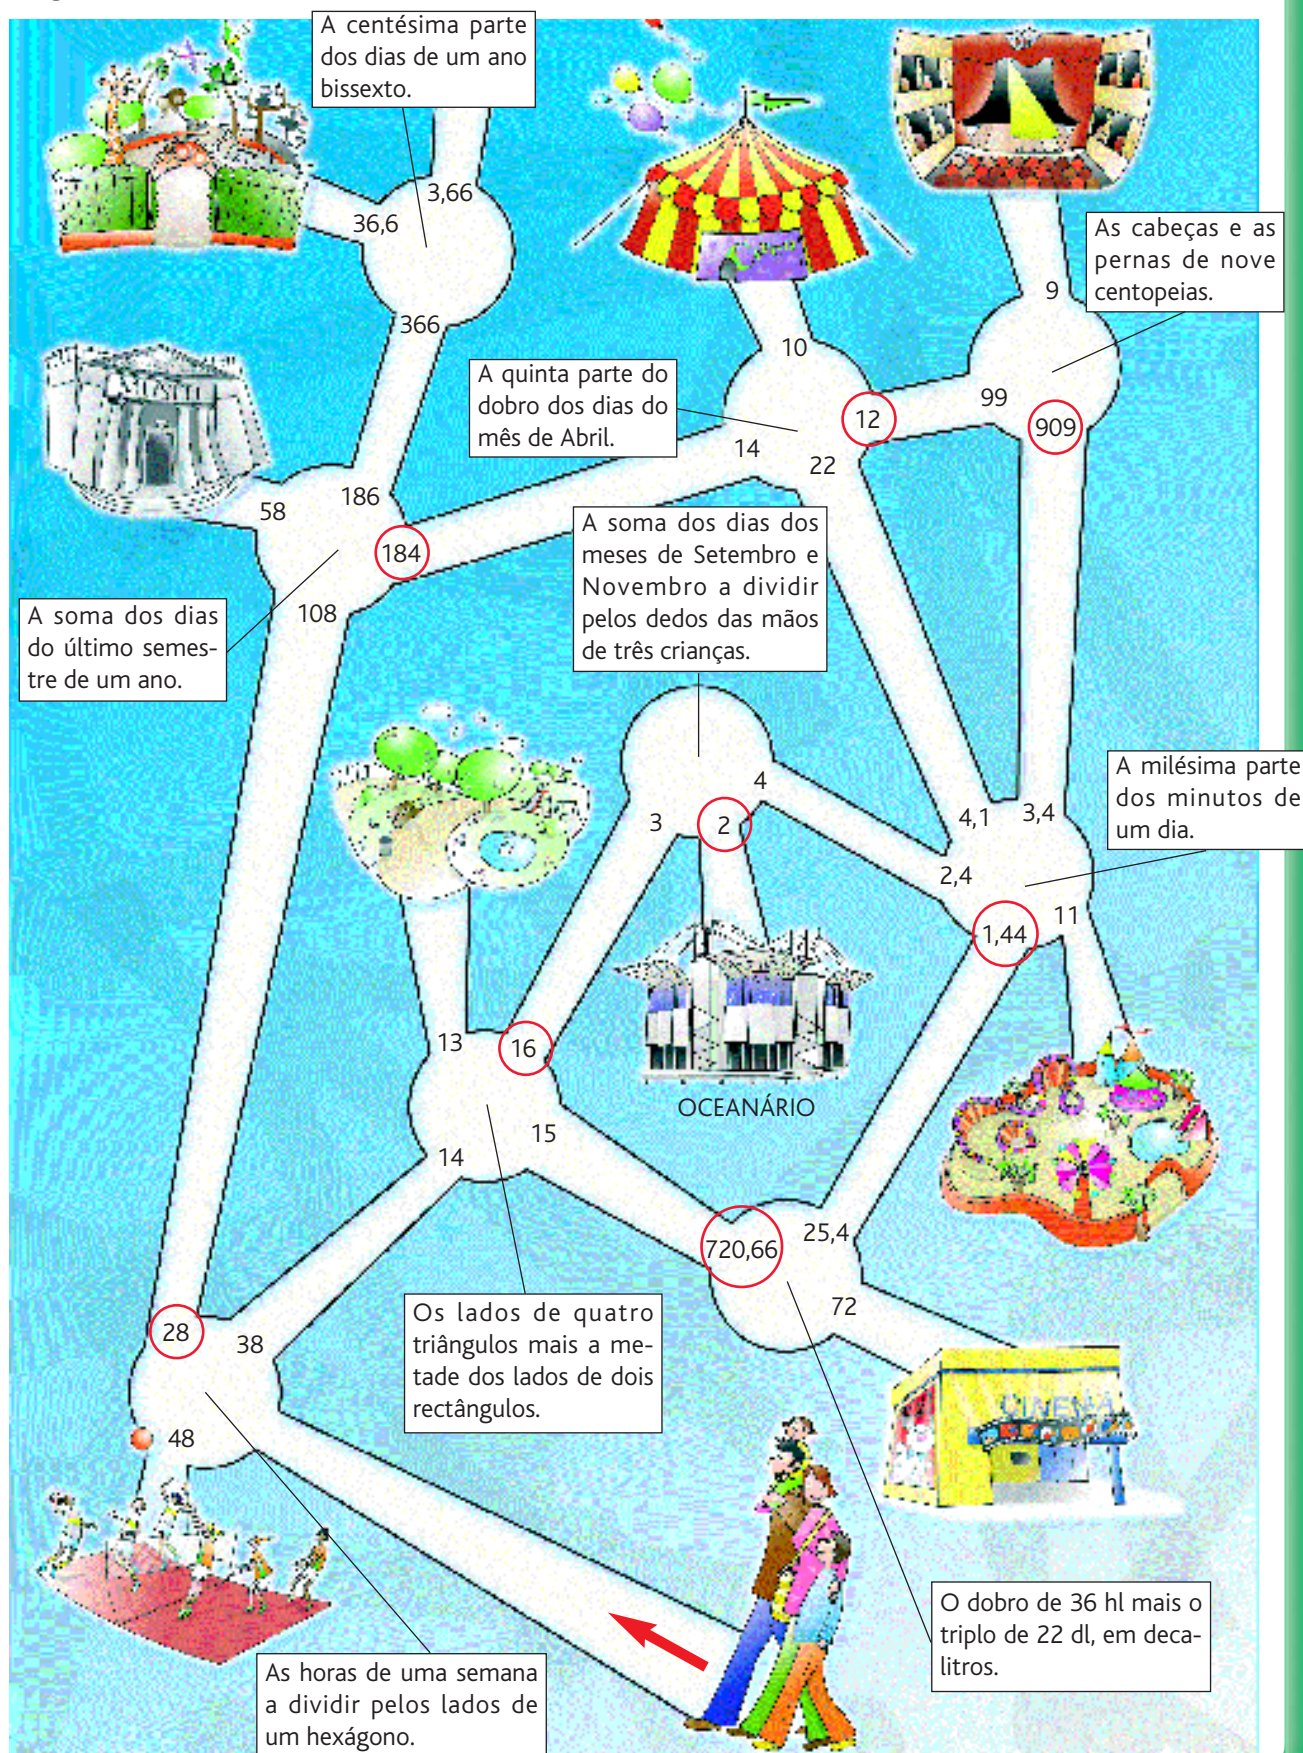 A centésima parte
dos dias de um ano
bissexto.
3,66
36,6
366
As cabeças e as
pernas de nove
centopeias.
9
10
A quinta parte do
dobro dos dias do
mês de Abril.
99
12
909
14
22
186
58
184
A soma dos dias dos
meses de Setembro e
Novembro a dividir
pelos dedos das mãos
de três crianças.
A soma dos dias
do último semes-
tre de um ano.
108
A milésima parte
dos minutos de
um dia.
4
3
2
4,1
3,4
2,4
11
1,44
13
16
OCEANÁRIO
15
14
25,4
720,66
72
Os lados de quatro
triângulos mais a me-
tade dos lados de dois
rectângulos.
28
38
CINEMA
48
O dobro de 36 hl mais o
triplo de 22 dl, em deca-
litros.
As horas de uma semana
a dividir pelos lados de
um hexágono.